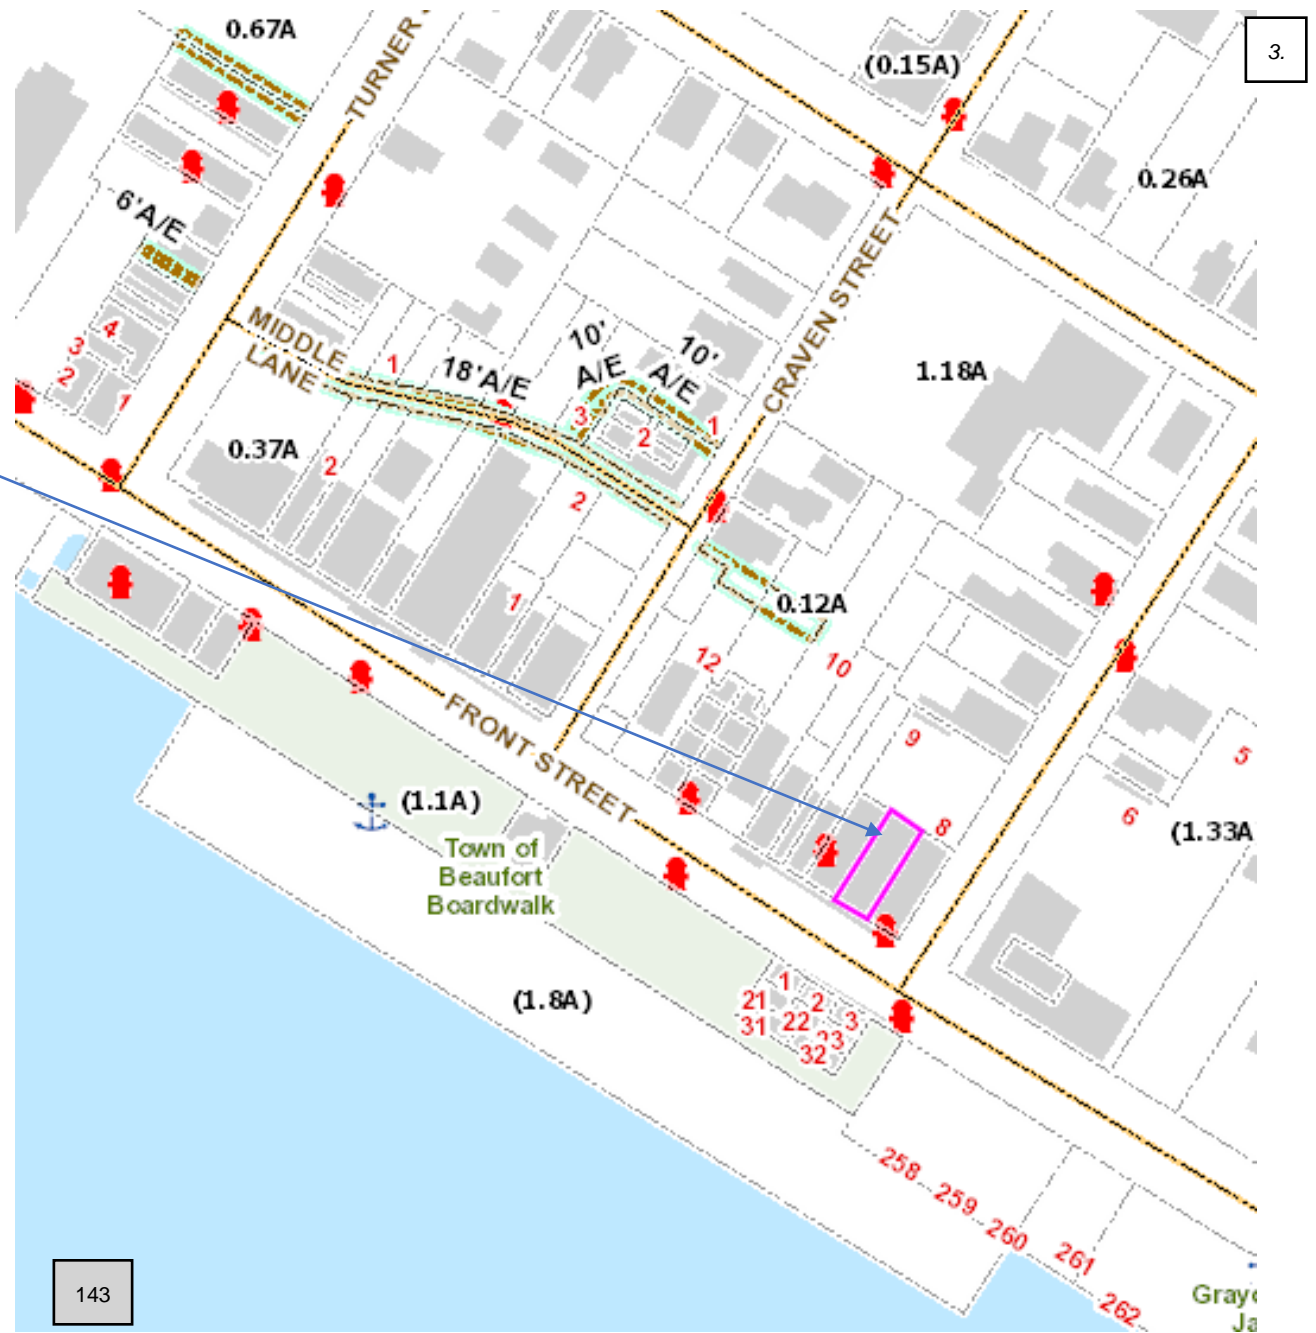 0.67A
TURNER
(0.15A)
3.
0.26A
6'A/E
MIDDLE
LANE
18'A/E
10'
A/E
10'
A/E
CRAVEN STREET
1.18A
4
3
2
1
1
3
2
1
0.37A
2
2
1
0.12A
12
10
9
8
5
6
(1.33A
FRONT STREET
(1.1A)
Town of
Beaufort
Boardwalk
(1.8A)
1
21
2
31
22
3
32
258
259
260
261
262
143